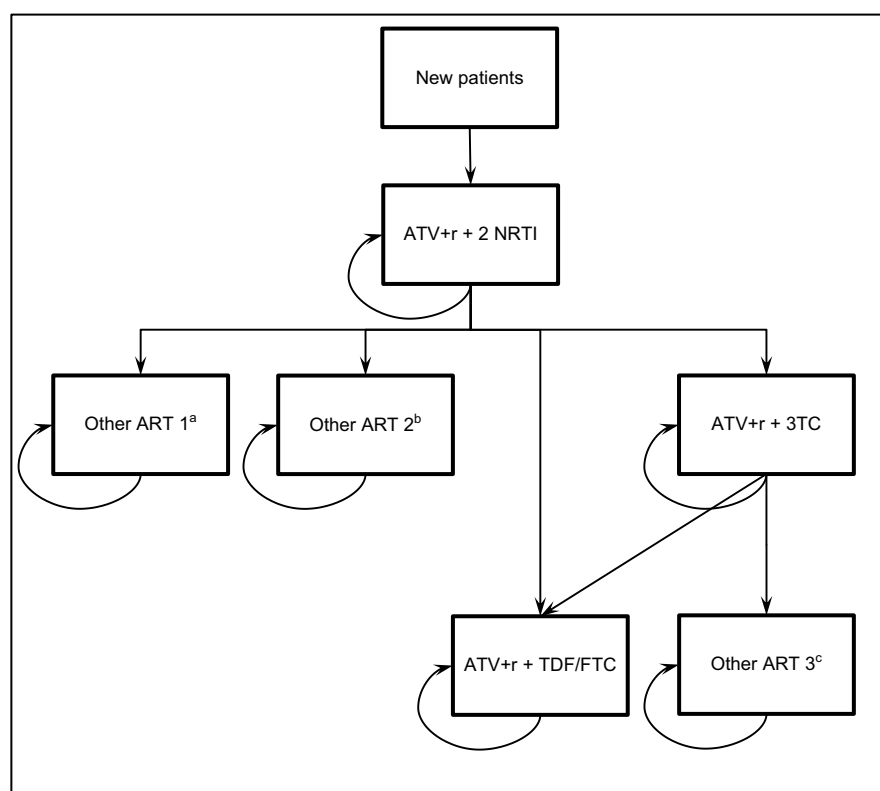 New patients
ATV+r + 2 NRTI
Other ART 1ᵃ
Other ART 2ᵇ
ATV+r + 3TC
ATV+r + TDF/FTC
Other ART 3ᶜ